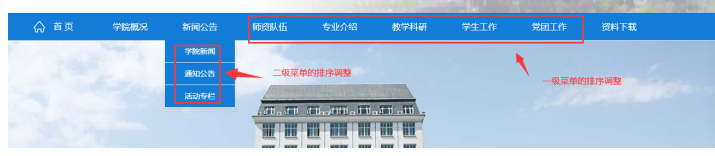 首页 学院概况 新闻公告 师资队伍 专业介绍 教学科研 学生工作 党团工作 资料下载
学院新闻
通知公告 二级菜单的排序调整
一级菜单的排序调整
活动专栏